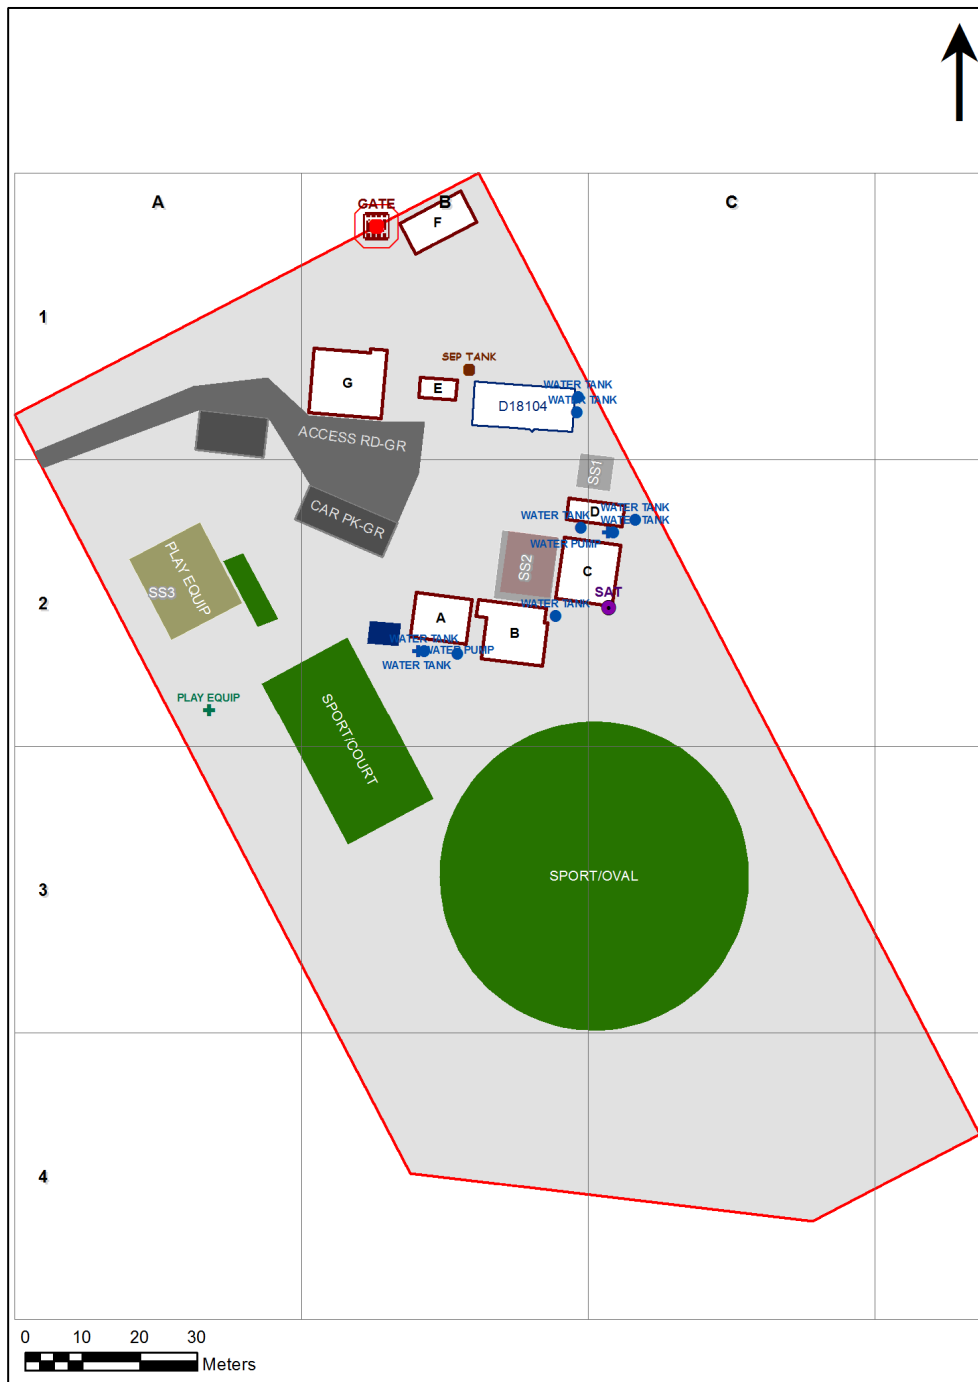 A
GATE
B
C
F
1
SEP TANK
G
E
WATER TANK
WATER TANK
D18104
ACCESS RD-GR
SS1
CAR PK-GR
WATER TANK
D
WATER TANK
WATER TANK
WATER PUMP
PLAY EQUIP
SS3
SS2
C
SAT
2
WATER TANK
A
B
WATER TANK
WATER PUMP
WATER TANK
PLAY EQUIP
SPORT/COURT
SPORT/OVAL
3
4
0 10 20 30
Meters